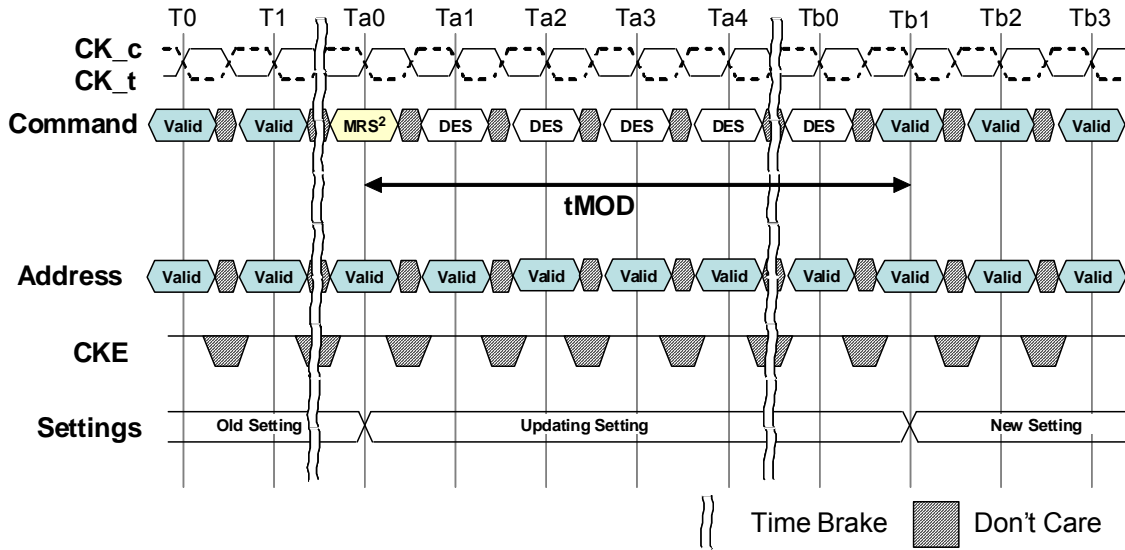 T0 T1 Ta0 Ta1 Ta2 Ta3 Ta4 Tb0 Tb1 Tb2 Tb3
CK_c
CK_t
Command Valid Valid MRS² DES DES DES DES DES Valid Valid Valid
tMOD
Address Valid Valid Valid Valid Valid Valid Valid Valid Valid Valid Valid
CKE
Settings Old Setting Updating Setting New Setting
Time Brake Don't Care